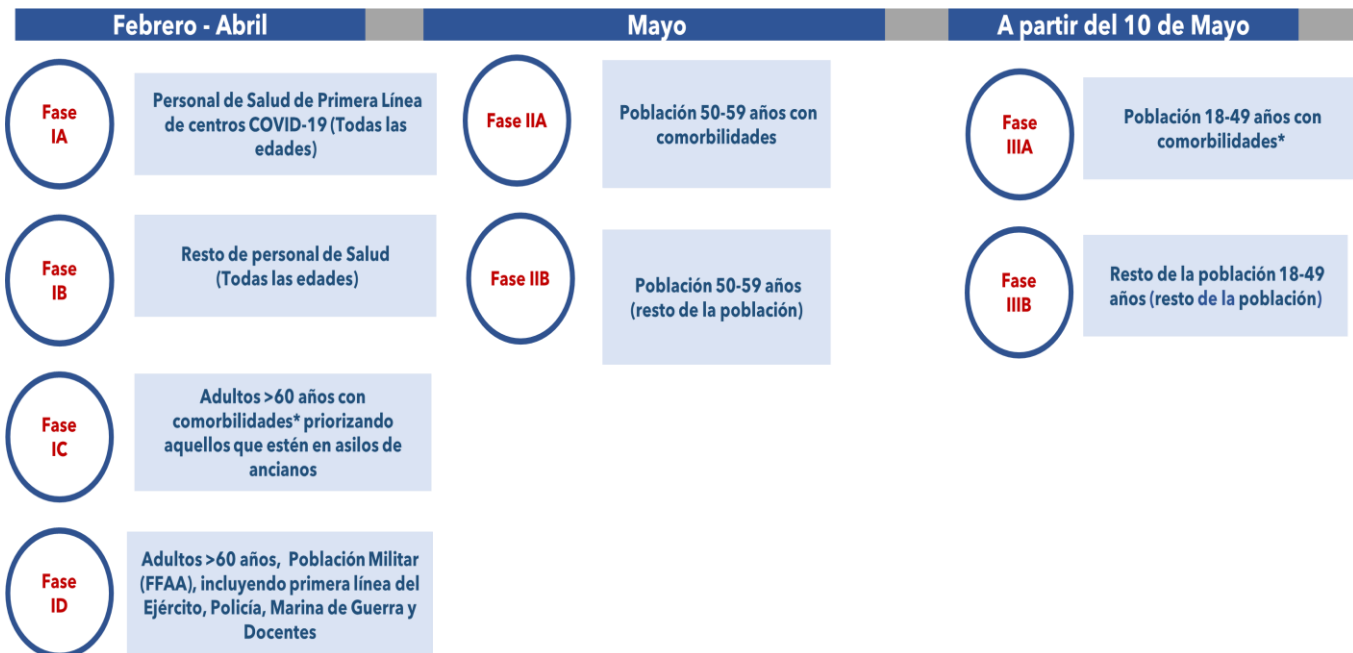 Febrero - Abril
Fase
IA
Personal de Salud de Primera Línea
de centros COVID-19 (Todas las
edades)
Fase
IB
Resto de personal de Salud
(Todas las edades)
Fase
IC
Adultos >60 años con
comorbilidades* priorizando
aquellos que estén en asilos de
ancianos
Fase
ID
Adultos >60 años, Población Militar
(FFAA), incluyendo primera línea del
Ejército, Policía, Marina de Guerra y
Docentes
Mayo
Fase IIA
Población 50-59 años con
comorbilidades
Fase IIB
Población 50-59 años
(resto de la población)
A partir del 10 de Mayo
Fase
IIIA
Población 18-49 años con
comorbilidades*
Fase
IIIB
Resto de la población 18-49
años (resto de la población)